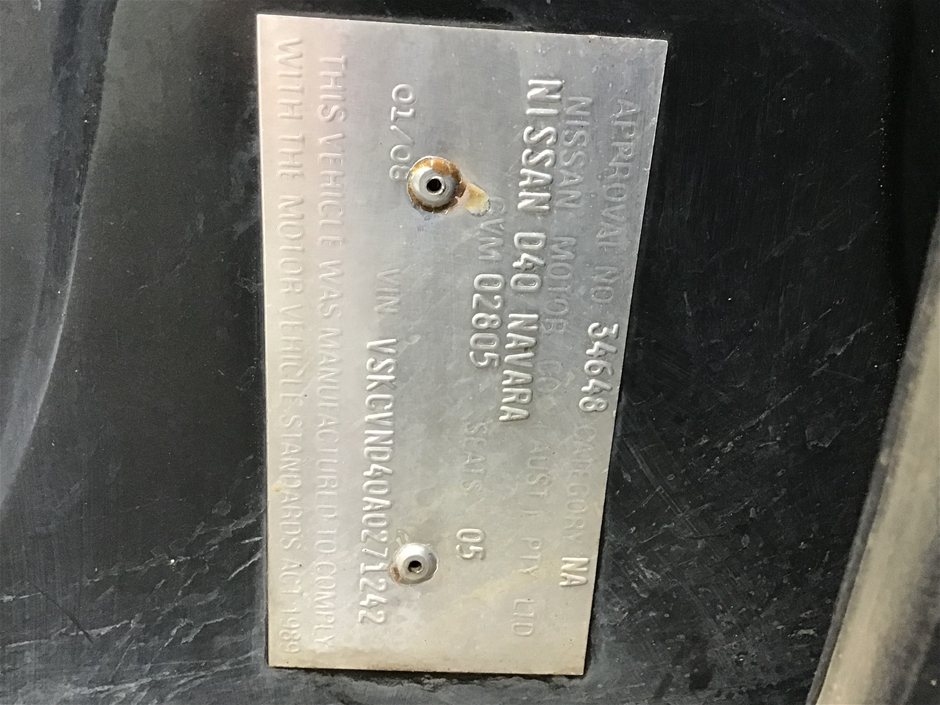 APPROVAL NO 34648 CATEGORY NA
NISSAN MOTOR CO AUST PTY LTD
NISSAN D40 NAVARA
GVM 02805 SEATS 05
01/08 VIN VSKCVND40A0271242
THIS VEHICLE WAS MANUFACTURED TO COMPLY
WITH THE MOTOR VEHICLE STANDARDS ACT 1989